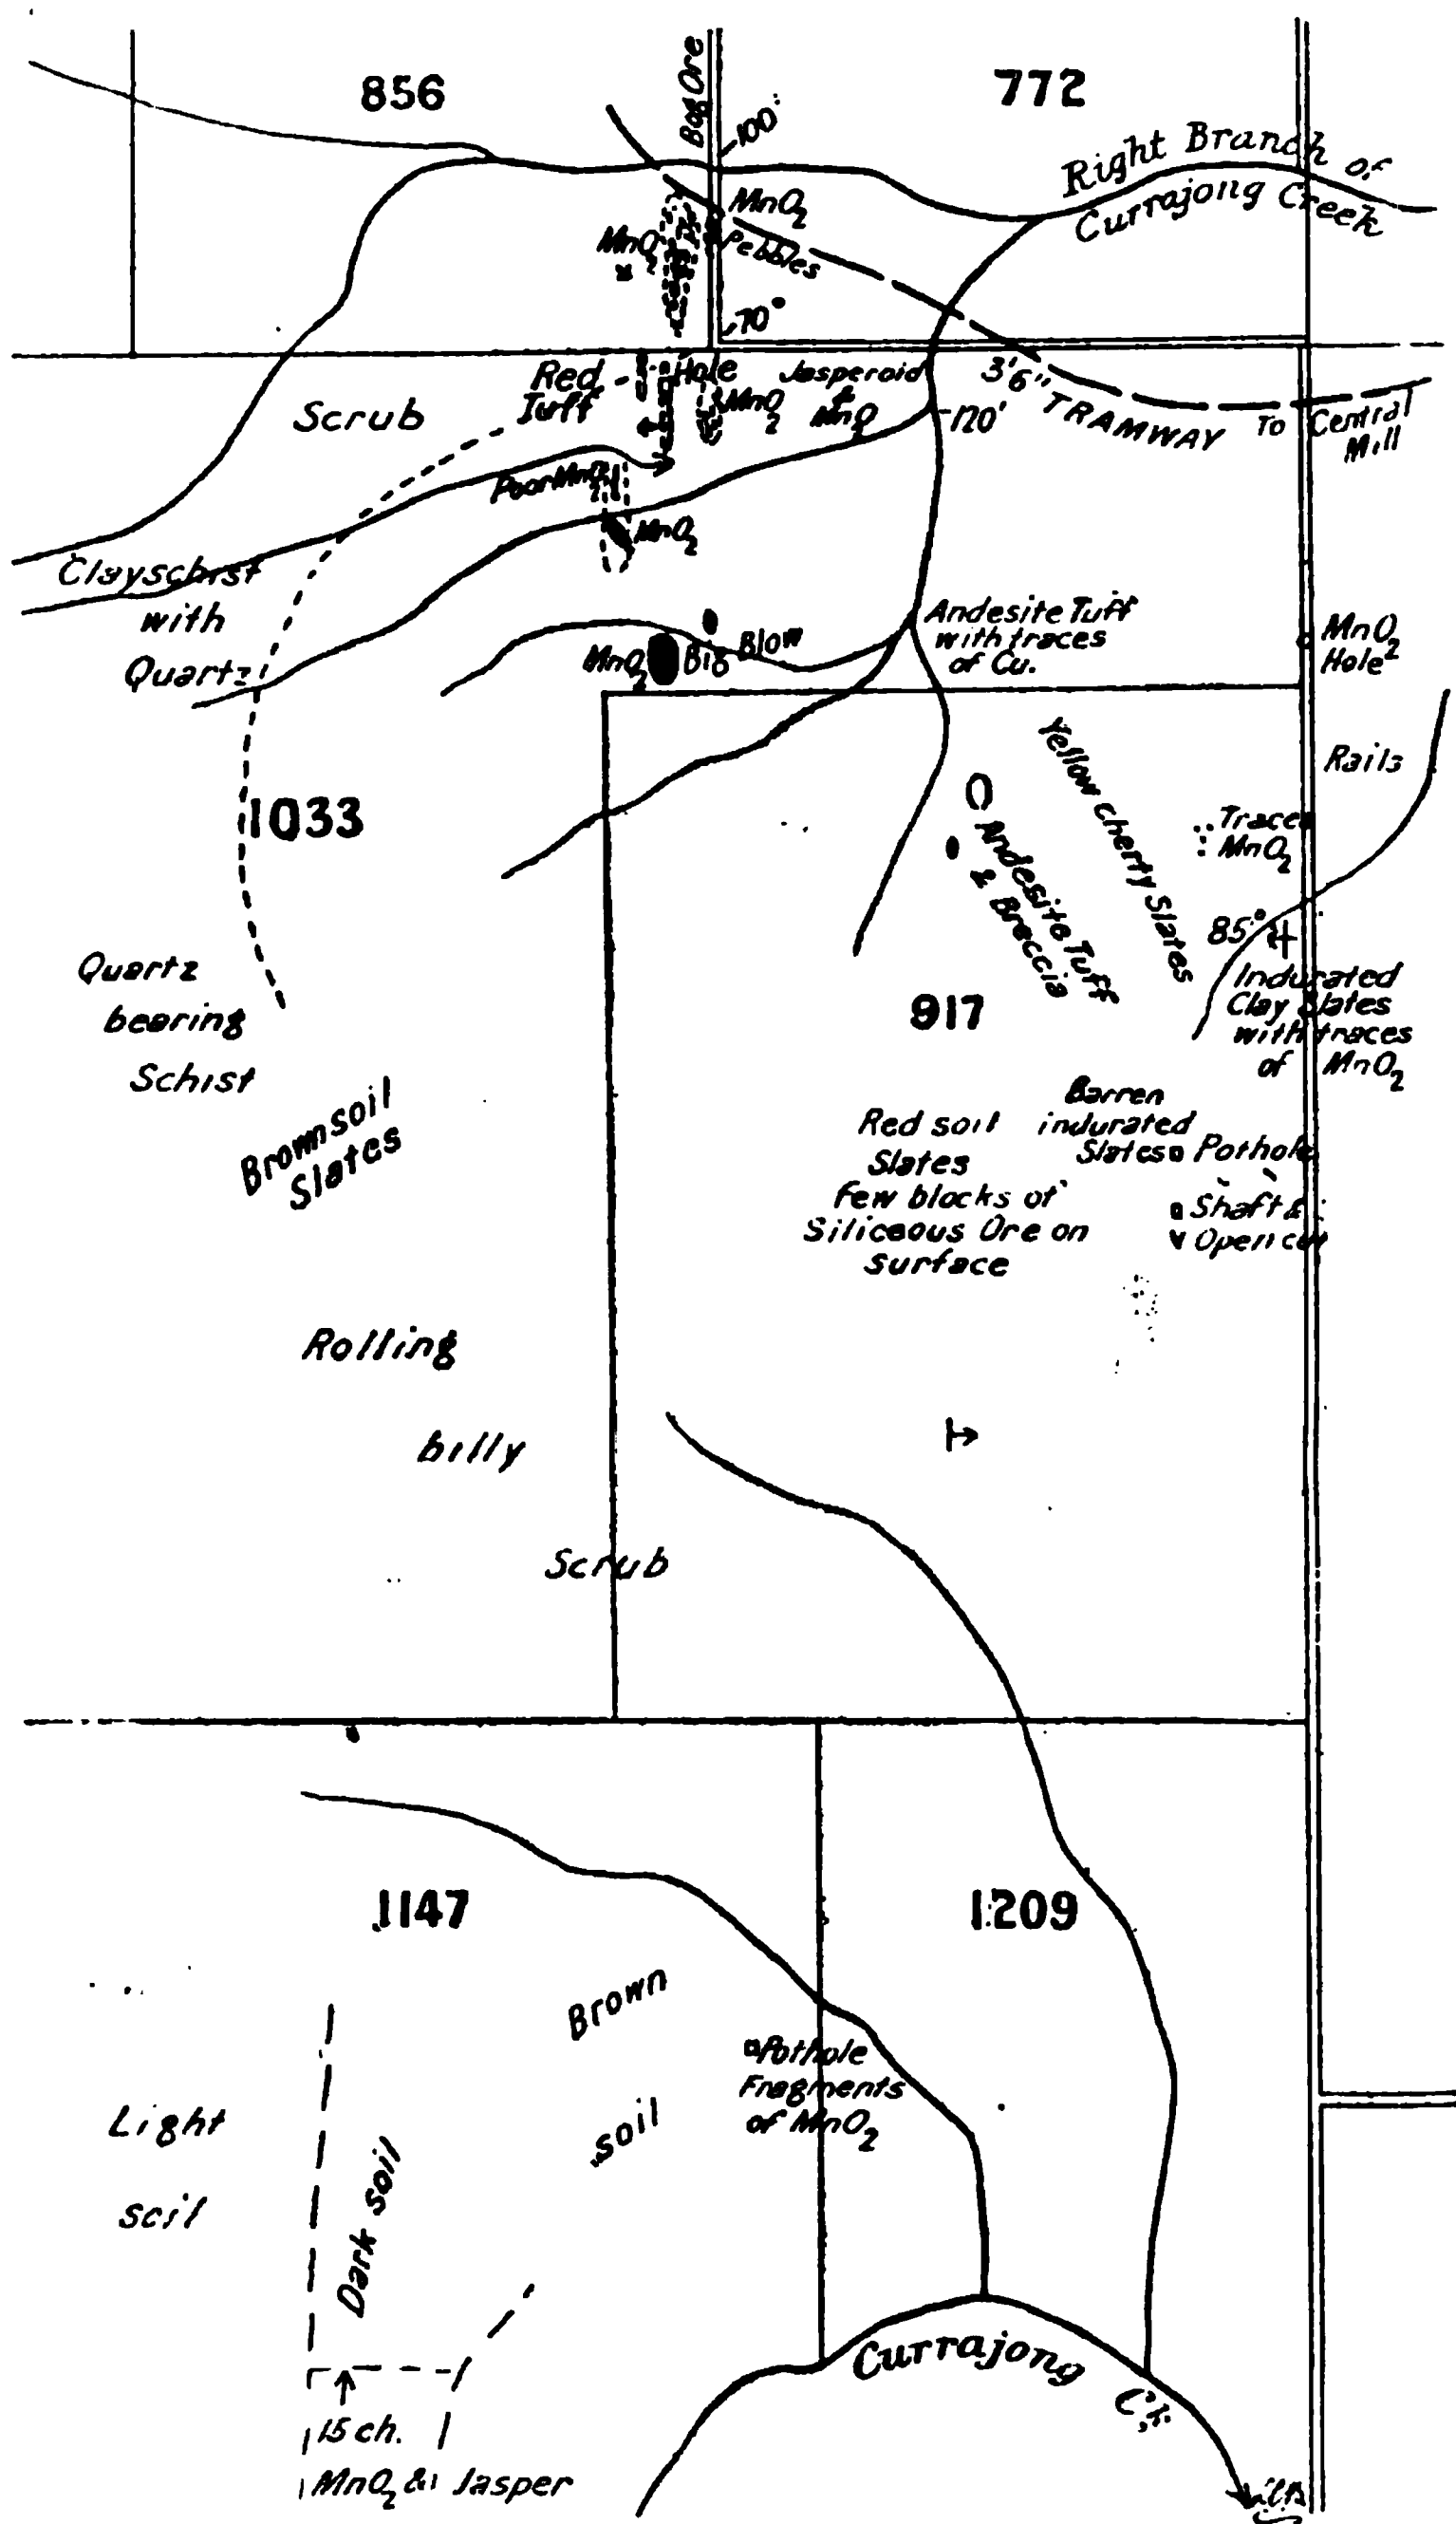 856
Bog Ore
772
100'
Right Branch of
Currajong Creek
MnO2
Pebbles
MnO2
70°
Red
Tuff
Hole
MnO2
Jasperoid
&
MnO2
120'
3'6" TRAMWAY To Central
Mill
Scrub
Poor MnO2
MnO2
Clayschist
with
Quartz
MnO2
Big Blow
Andesite Tuff
with traces
of Cu.
MnO2
Hole
Rails
Yellow cherty Slates
Andesite Tuff
& Breccia
Traces
MnO2
1033
85°
Indurated
Clay Slates
with traces
of MnO2
Quartz
bearing
Schist
917
Brown soil
Slates
Red soil
Slates
Few blocks of
Siliceous Ore on
surface
Barren
indurated
Slates
Pothole
Shaft &
Open cut
Rolling
billy
Scrub
1147
1209
Brown
soil
Pothole
Fragments
of MnO2
Light
soil
Dark soil
15 ch.
MnO2 & Jasper
Currajong Ck.